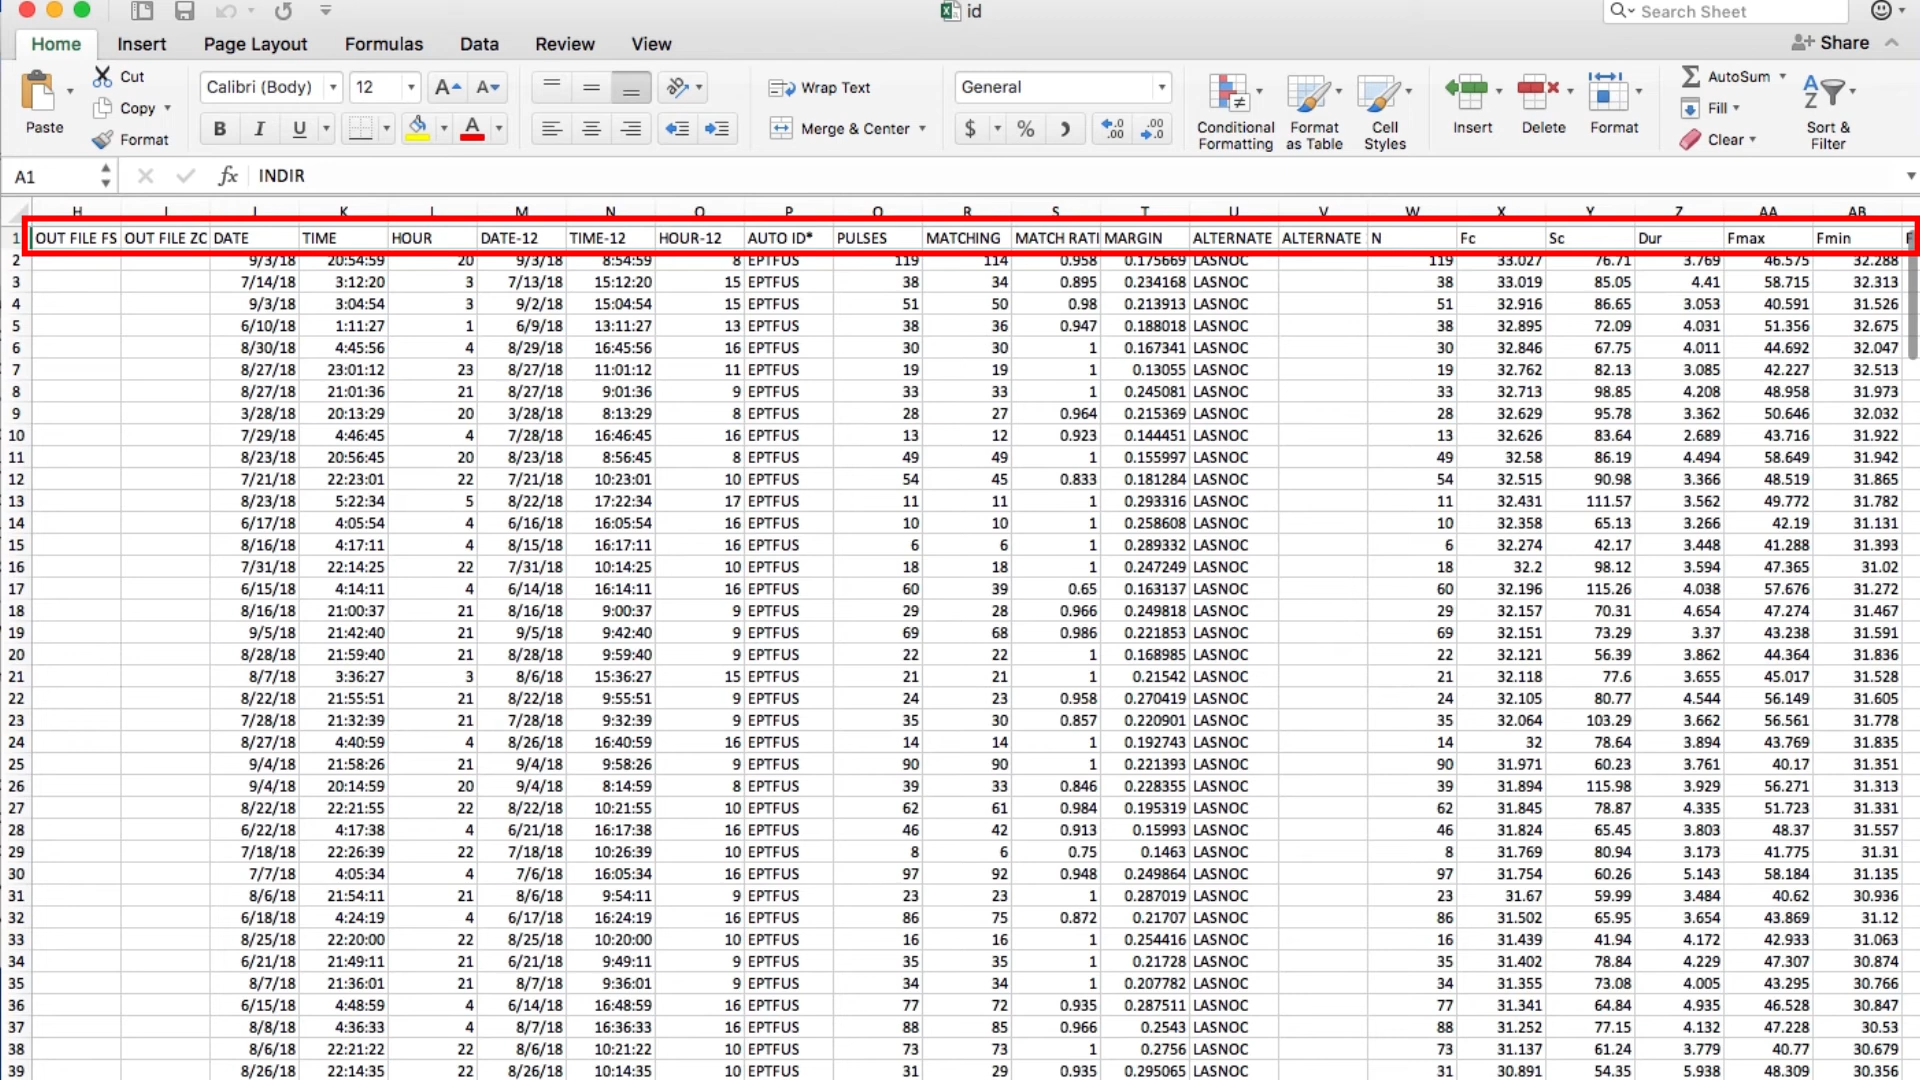 id
Search Sheet
Home Insert Page Layout Formulas Data Review View Share
Paste Cut Copy Format
Calibri (Body) 12
B I U
Wrap Text
Merge & Center
General
$ %
Conditional Formatting
Format as Table
Cell Styles
Insert Delete Format
AutoSum Fill Clear
Sort & Filter
A1 fx INDIR
H I J K L M N O P Q R S T U V W X Y Z AA AB
1 OUT FILE FS OUT FILE ZC DATE TIME HOUR DATE-12 TIME-12 HOUR-12 AUTO ID* PULSES MATCHING MATCH RATI MARGIN ALTERNATE ALTERNATE N Fc Sc Dur Fmax Fmin
2 9/3/18 20:54:59 20 9/3/18 8:54:59 8 EPTFUS 119 114 0.958 0.175669 LASNOC 119 33.027 76.71 3.769 46.575 32.288
3 7/14/18 3:12:20 3 7/13/18 15:12:20 15 EPTFUS 38 34 0.895 0.234168 LASNOC 38 33.019 85.05 4.41 58.715 32.313
4 9/3/18 3:04:54 3 9/2/18 15:04:54 15 EPTFUS 51 50 0.98 0.213913 LASNOC 51 32.916 86.65 3.053 40.591 31.526
5 6/10/18 1:11:27 1 6/9/18 13:11:27 13 EPTFUS 38 36 0.947 0.188018 LASNOC 38 32.895 72.09 4.031 51.356 32.675
6 8/30/18 4:45:56 4 8/29/18 16:45:56 16 EPTFUS 30 30 1 0.167341 LASNOC 30 32.846 67.75 4.011 44.692 32.047
7 8/27/18 23:01:12 23 8/27/18 11:01:12 11 EPTFUS 19 19 1 0.13055 LASNOC 19 32.762 82.13 3.085 42.227 32.513
8 8/27/18 21:01:36 21 8/27/18 9:01:36 9 EPTFUS 33 33 1 0.245081 LASNOC 33 32.713 98.85 4.208 48.958 31.973
9 3/28/18 20:13:29 20 3/28/18 8:13:29 8 EPTFUS 28 27 0.964 0.215369 LASNOC 28 32.629 95.78 3.362 50.646 32.032
10 7/29/18 4:46:45 4 7/28/18 16:46:45 16 EPTFUS 13 12 0.923 0.144451 LASNOC 13 32.626 83.64 2.689 43.716 31.922
11 8/23/18 20:56:45 20 8/23/18 8:56:45 8 EPTFUS 49 49 1 0.155997 LASNOC 49 32.58 86.19 4.494 58.649 31.942
12 7/21/18 22:23:01 22 7/21/18 10:23:01 10 EPTFUS 54 45 0.833 0.181284 LASNOC 54 32.515 90.98 3.366 48.519 31.865
13 8/23/18 5:22:34 5 8/22/18 17:22:34 17 EPTFUS 11 11 1 0.293316 LASNOC 11 32.431 111.57 3.562 49.772 31.782
14 6/17/18 4:05:54 4 6/16/18 16:05:54 16 EPTFUS 10 10 1 0.258608 LASNOC 10 32.358 65.13 3.266 42.19 31.131
15 8/16/18 4:17:11 4 8/15/18 16:17:11 16 EPTFUS 6 6 1 0.289332 LASNOC 6 32.274 42.17 3.448 41.288 31.393
16 7/31/18 22:14:25 22 7/31/18 10:14:25 10 EPTFUS 18 18 1 0.247249 LASNOC 18 32.2 98.12 3.594 47.365 31.02
17 6/15/18 4:14:11 4 6/14/18 16:14:11 16 EPTFUS 60 39 0.65 0.163137 LASNOC 60 32.196 115.26 4.038 57.676 31.272
18 8/16/18 21:00:37 21 8/16/18 9:00:37 9 EPTFUS 29 28 0.966 0.249818 LASNOC 29 32.157 70.31 4.654 47.274 31.467
19 9/5/18 21:42:40 21 9/5/18 9:42:40 9 EPTFUS 69 68 0.986 0.221853 LASNOC 69 32.151 73.29 3.37 43.238 31.591
20 8/28/18 21:59:40 21 8/28/18 9:59:40 9 EPTFUS 22 22 1 0.168985 LASNOC 22 32.121 56.39 3.862 44.364 31.836
21 8/7/18 3:36:27 3 8/6/18 15:36:27 15 EPTFUS 21 21 1 0.21542 LASNOC 21 32.118 77.6 3.655 45.017 31.528
22 8/22/18 21:55:51 21 8/22/18 9:55:51 9 EPTFUS 24 23 0.958 0.270419 LASNOC 24 32.105 80.77 4.544 56.149 31.605
23 7/28/18 21:32:39 21 7/28/18 9:32:39 9 EPTFUS 35 30 0.857 0.220901 LASNOC 35 32.064 103.29 3.662 56.561 31.778
24 8/27/18 4:40:59 4 8/26/18 16:40:59 16 EPTFUS 14 14 1 0.192743 LASNOC 14 32 78.64 3.894 43.769 31.835
25 9/4/18 21:58:26 21 9/4/18 9:58:26 9 EPTFUS 90 90 1 0.221393 LASNOC 90 31.971 60.23 3.761 40.17 31.351
26 9/4/18 20:14:59 20 9/4/18 8:14:59 8 EPTFUS 39 33 0.846 0.228355 LASNOC 39 31.894 115.98 3.929 56.271 31.313
27 8/22/18 22:21:55 22 8/22/18 10:21:55 10 EPTFUS 62 61 0.984 0.195319 LASNOC 62 31.845 78.87 4.335 51.723 31.331
28 6/22/18 4:17:38 4 6/21/18 16:17:38 16 EPTFUS 46 42 0.913 0.15993 LASNOC 46 31.824 65.45 3.803 48.37 31.557
29 7/18/18 22:26:39 22 7/18/18 10:26:39 10 EPTFUS 8 6 0.75 0.1463 LASNOC 8 31.769 80.94 3.173 41.775 31.31
30 7/7/18 4:05:34 4 7/6/18 16:05:34 16 EPTFUS 97 92 0.948 0.249864 LASNOC 97 31.754 60.26 5.143 58.184 31.135
31 8/6/18 21:54:11 21 8/6/18 9:54:11 9 EPTFUS 23 23 1 0.287019 LASNOC 23 31.67 59.99 3.484 40.62 30.936
32 6/18/18 4:24:19 4 6/17/18 16:24:19 16 EPTFUS 86 75 0.872 0.21707 LASNOC 86 31.502 65.95 3.654 43.869 31.12
33 8/25/18 22:20:00 22 8/25/18 10:20:00 10 EPTFUS 16 16 1 0.254416 LASNOC 16 31.439 41.94 4.172 42.933 31.063
34 6/21/18 21:49:11 21 6/21/18 9:49:11 9 EPTFUS 35 35 1 0.21728 LASNOC 35 31.402 78.84 4.229 47.307 30.874
35 8/7/18 21:36:01 21 8/7/18 9:36:01 9 EPTFUS 34 34 1 0.207782 LASNOC 34 31.355 73.08 4.005 43.295 30.766
36 6/15/18 4:48:59 4 6/14/18 16:48:59 16 EPTFUS 77 72 0.935 0.287511 LASNOC 77 31.341 64.84 4.935 46.528 30.847
37 8/8/18 4:36:33 4 8/7/18 16:36:33 16 EPTFUS 88 85 0.966 0.2543 LASNOC 88 31.252 77.15 4.132 47.228 30.53
38 8/6/18 22:21:22 22 8/6/18 10:21:22 10 EPTFUS 73 73 1 0.2756 LASNOC 73 31.137 61.24 3.779 40.77 30.679
39 8/26/18 22:14:35 22 8/26/18 10:14:35 10 EPTFUS 31 29 0.935 0.295065 LASNOC 31 30.891 54.35 5.938 48.309 30.356